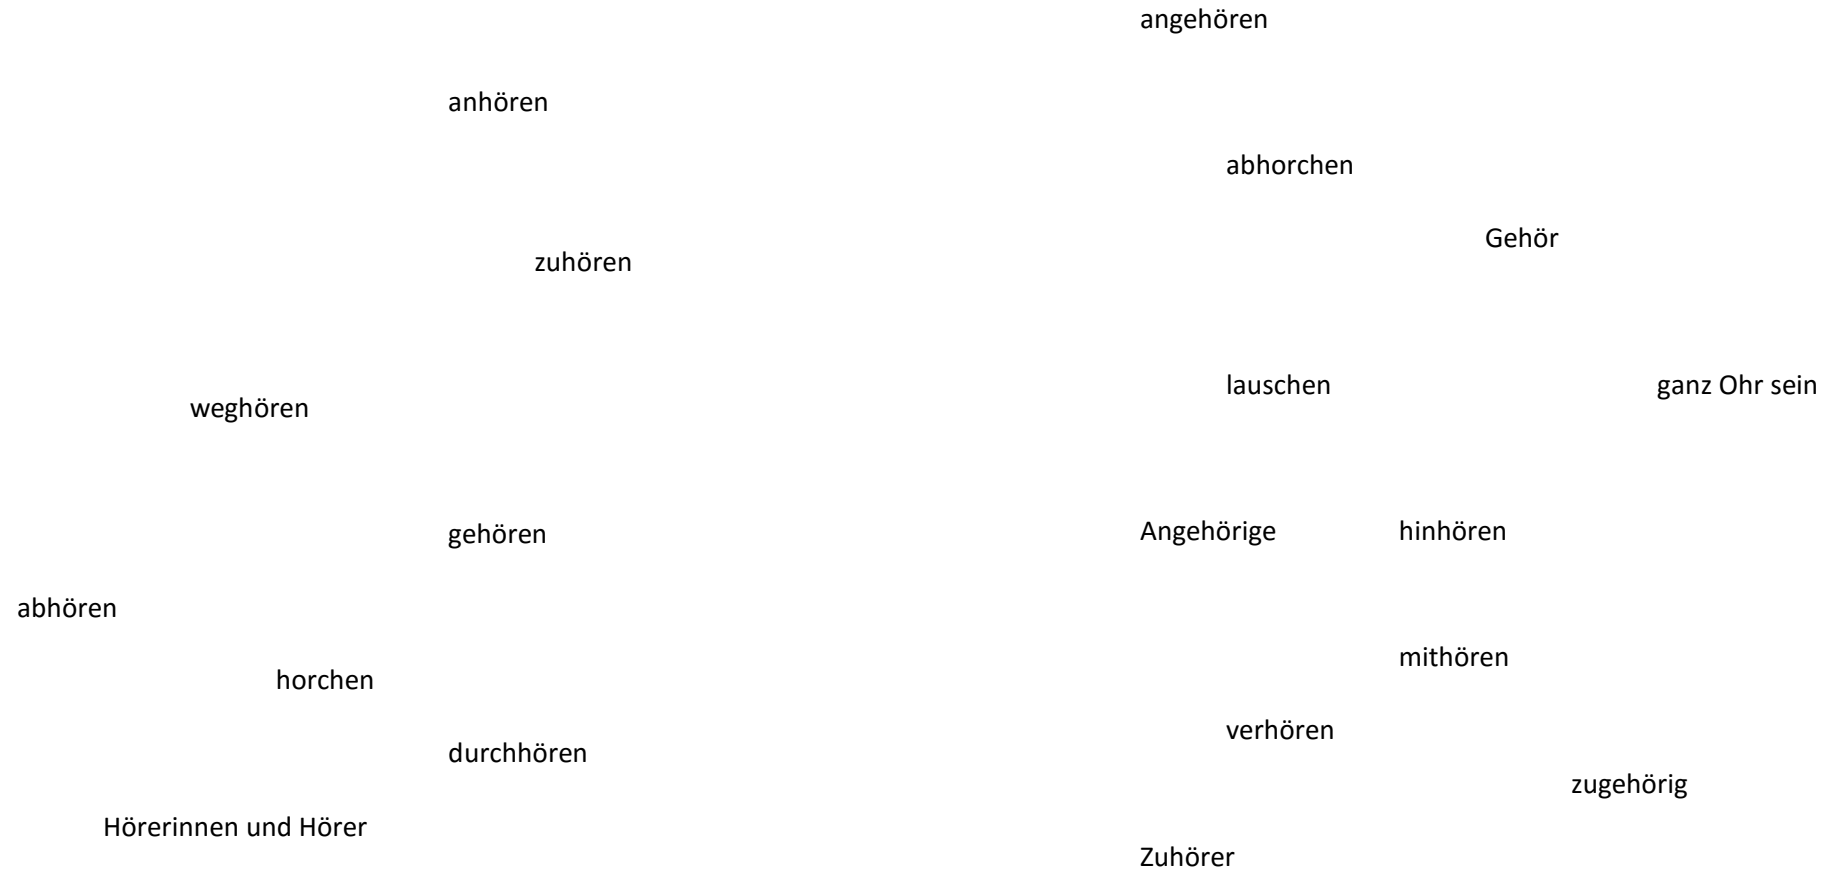 angehören
anhören
abhorchen
Gehör
zuhören
lauschen
ganz Ohr sein
weghören
Angehörige
hinhören
gehören
abhören
mithören
horchen
verhören
durchhören
zugehörig
Hörerinnen und Hörer
Zuhörer